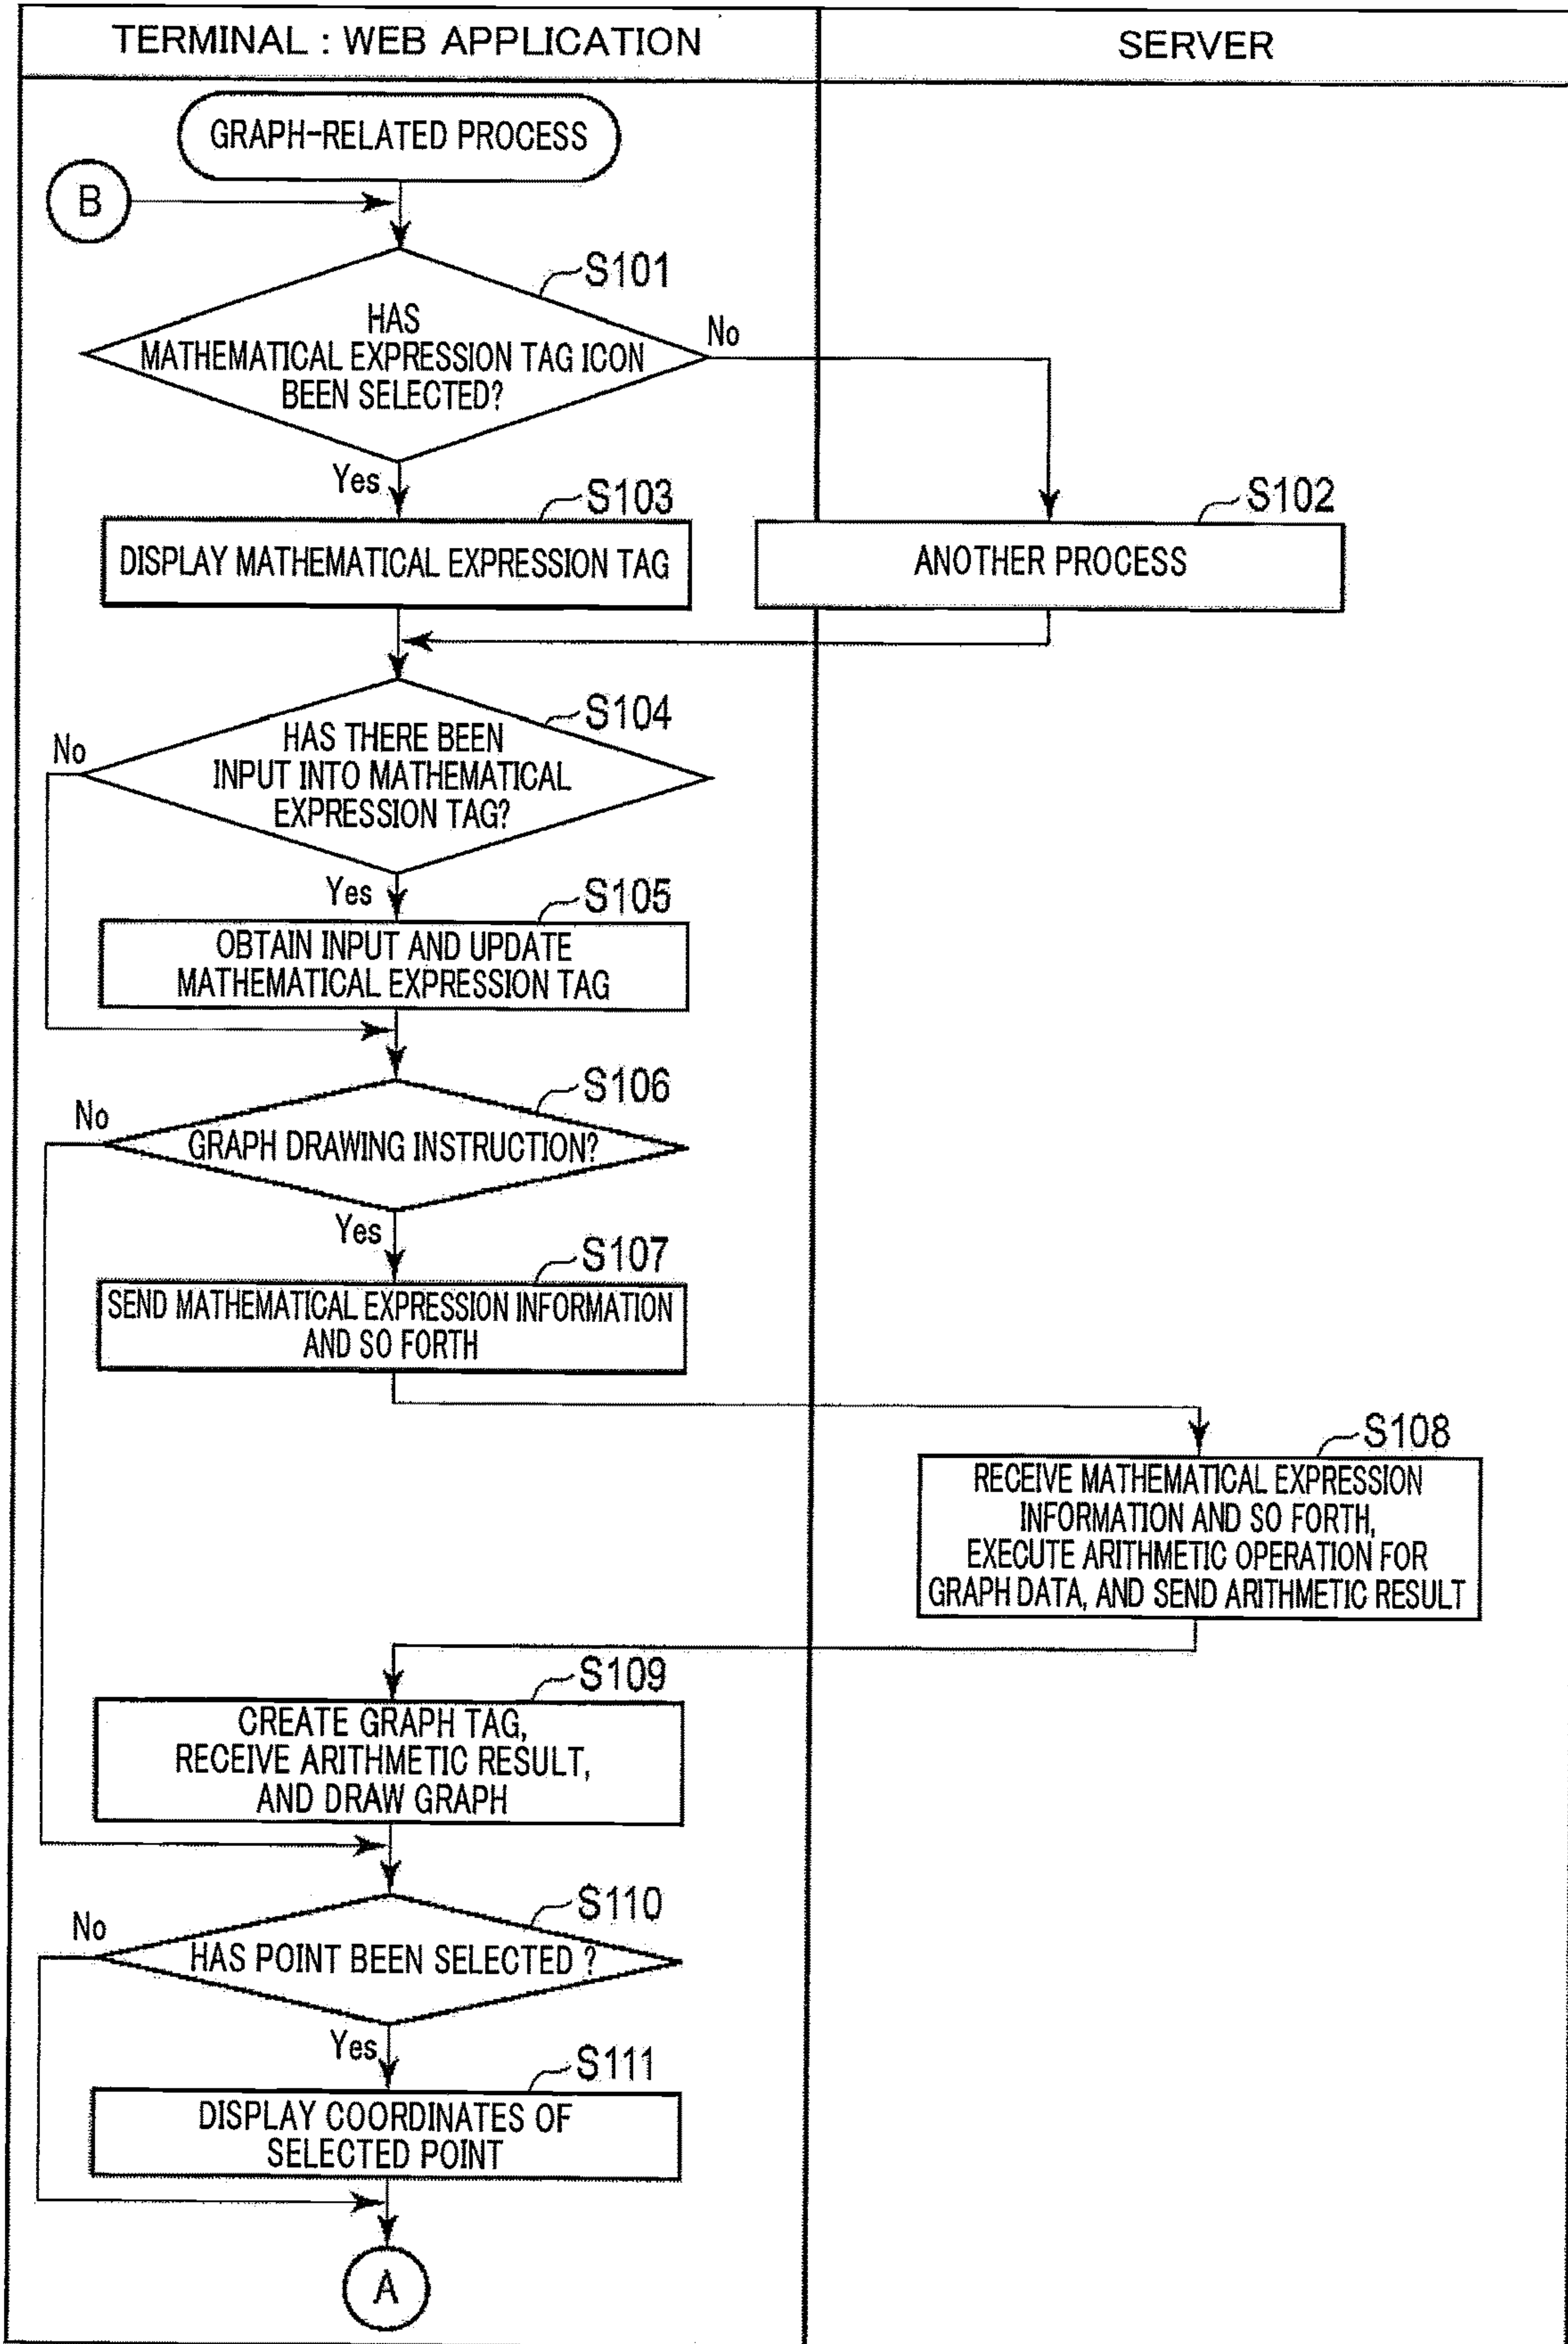 TERMINAL : WEB APPLICATION
SERVER
GRAPH-RELATED PROCESS
B
S101
HAS
MATHEMATICAL EXPRESSION TAG ICON
BEEN SELECTED?
No
Yes
S103
DISPLAY MATHEMATICAL EXPRESSION TAG
S102
ANOTHER PROCESS
S104
HAS THERE BEEN
INPUT INTO MATHEMATICAL
EXPRESSION TAG?
No
Yes
S105
OBTAIN INPUT AND UPDATE
MATHEMATICAL EXPRESSION TAG
S106
No
GRAPH DRAWING INSTRUCTION?
Yes
S107
SEND MATHEMATICAL EXPRESSION INFORMATION
AND SO FORTH
S108
RECEIVE MATHEMATICAL EXPRESSION
INFORMATION AND SO FORTH,
EXECUTE ARITHMETIC OPERATION FOR
GRAPH DATA, AND SEND ARITHMETIC RESULT
S109
CREATE GRAPH TAG,
RECEIVE ARITHMETIC RESULT,
AND DRAW GRAPH
S110
No
HAS POINT BEEN SELECTED ?
Yes
S111
DISPLAY COORDINATES OF
SELECTED POINT
A